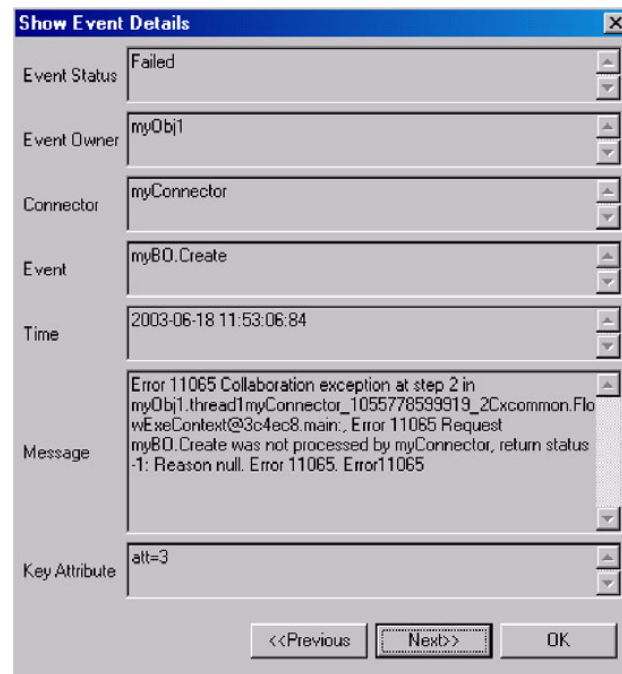 Show Event Details
Event Status
Failed
Event Owner
myObj1
Connector
myConnector
Event
myBO.Create
Time
2003-06-18 11:53:06:84
Message
Error 11065 Collaboration exception at step 2 in
myObj1.thread1myConnector_1055778599919_2Cxcommon.Flo
wExeContext@3c4ec8.main:, Error 11065 Request
myBO.Create was not processed by myConnector, return status
-1: Reason null. Error 11065. Error11065
Key Attribute
att=3
<<Previous
Next>>
OK